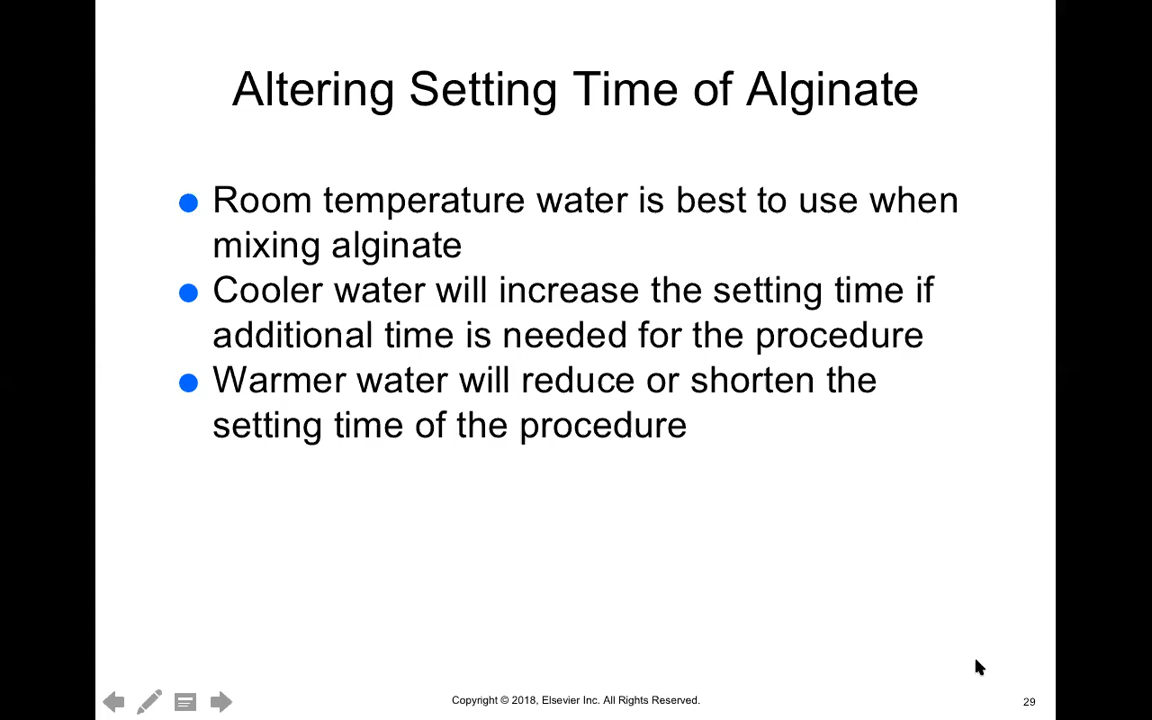 Altering Setting Time of Alginate
Room temperature water is best to use when
mixing alginate
Cooler water will increase the setting time if
additional time is needed for the procedure
Warmer water will reduce or shorten the
setting time of the procedure
Copyright © 2018, Elsevier Inc. All Rights Reserved.
29